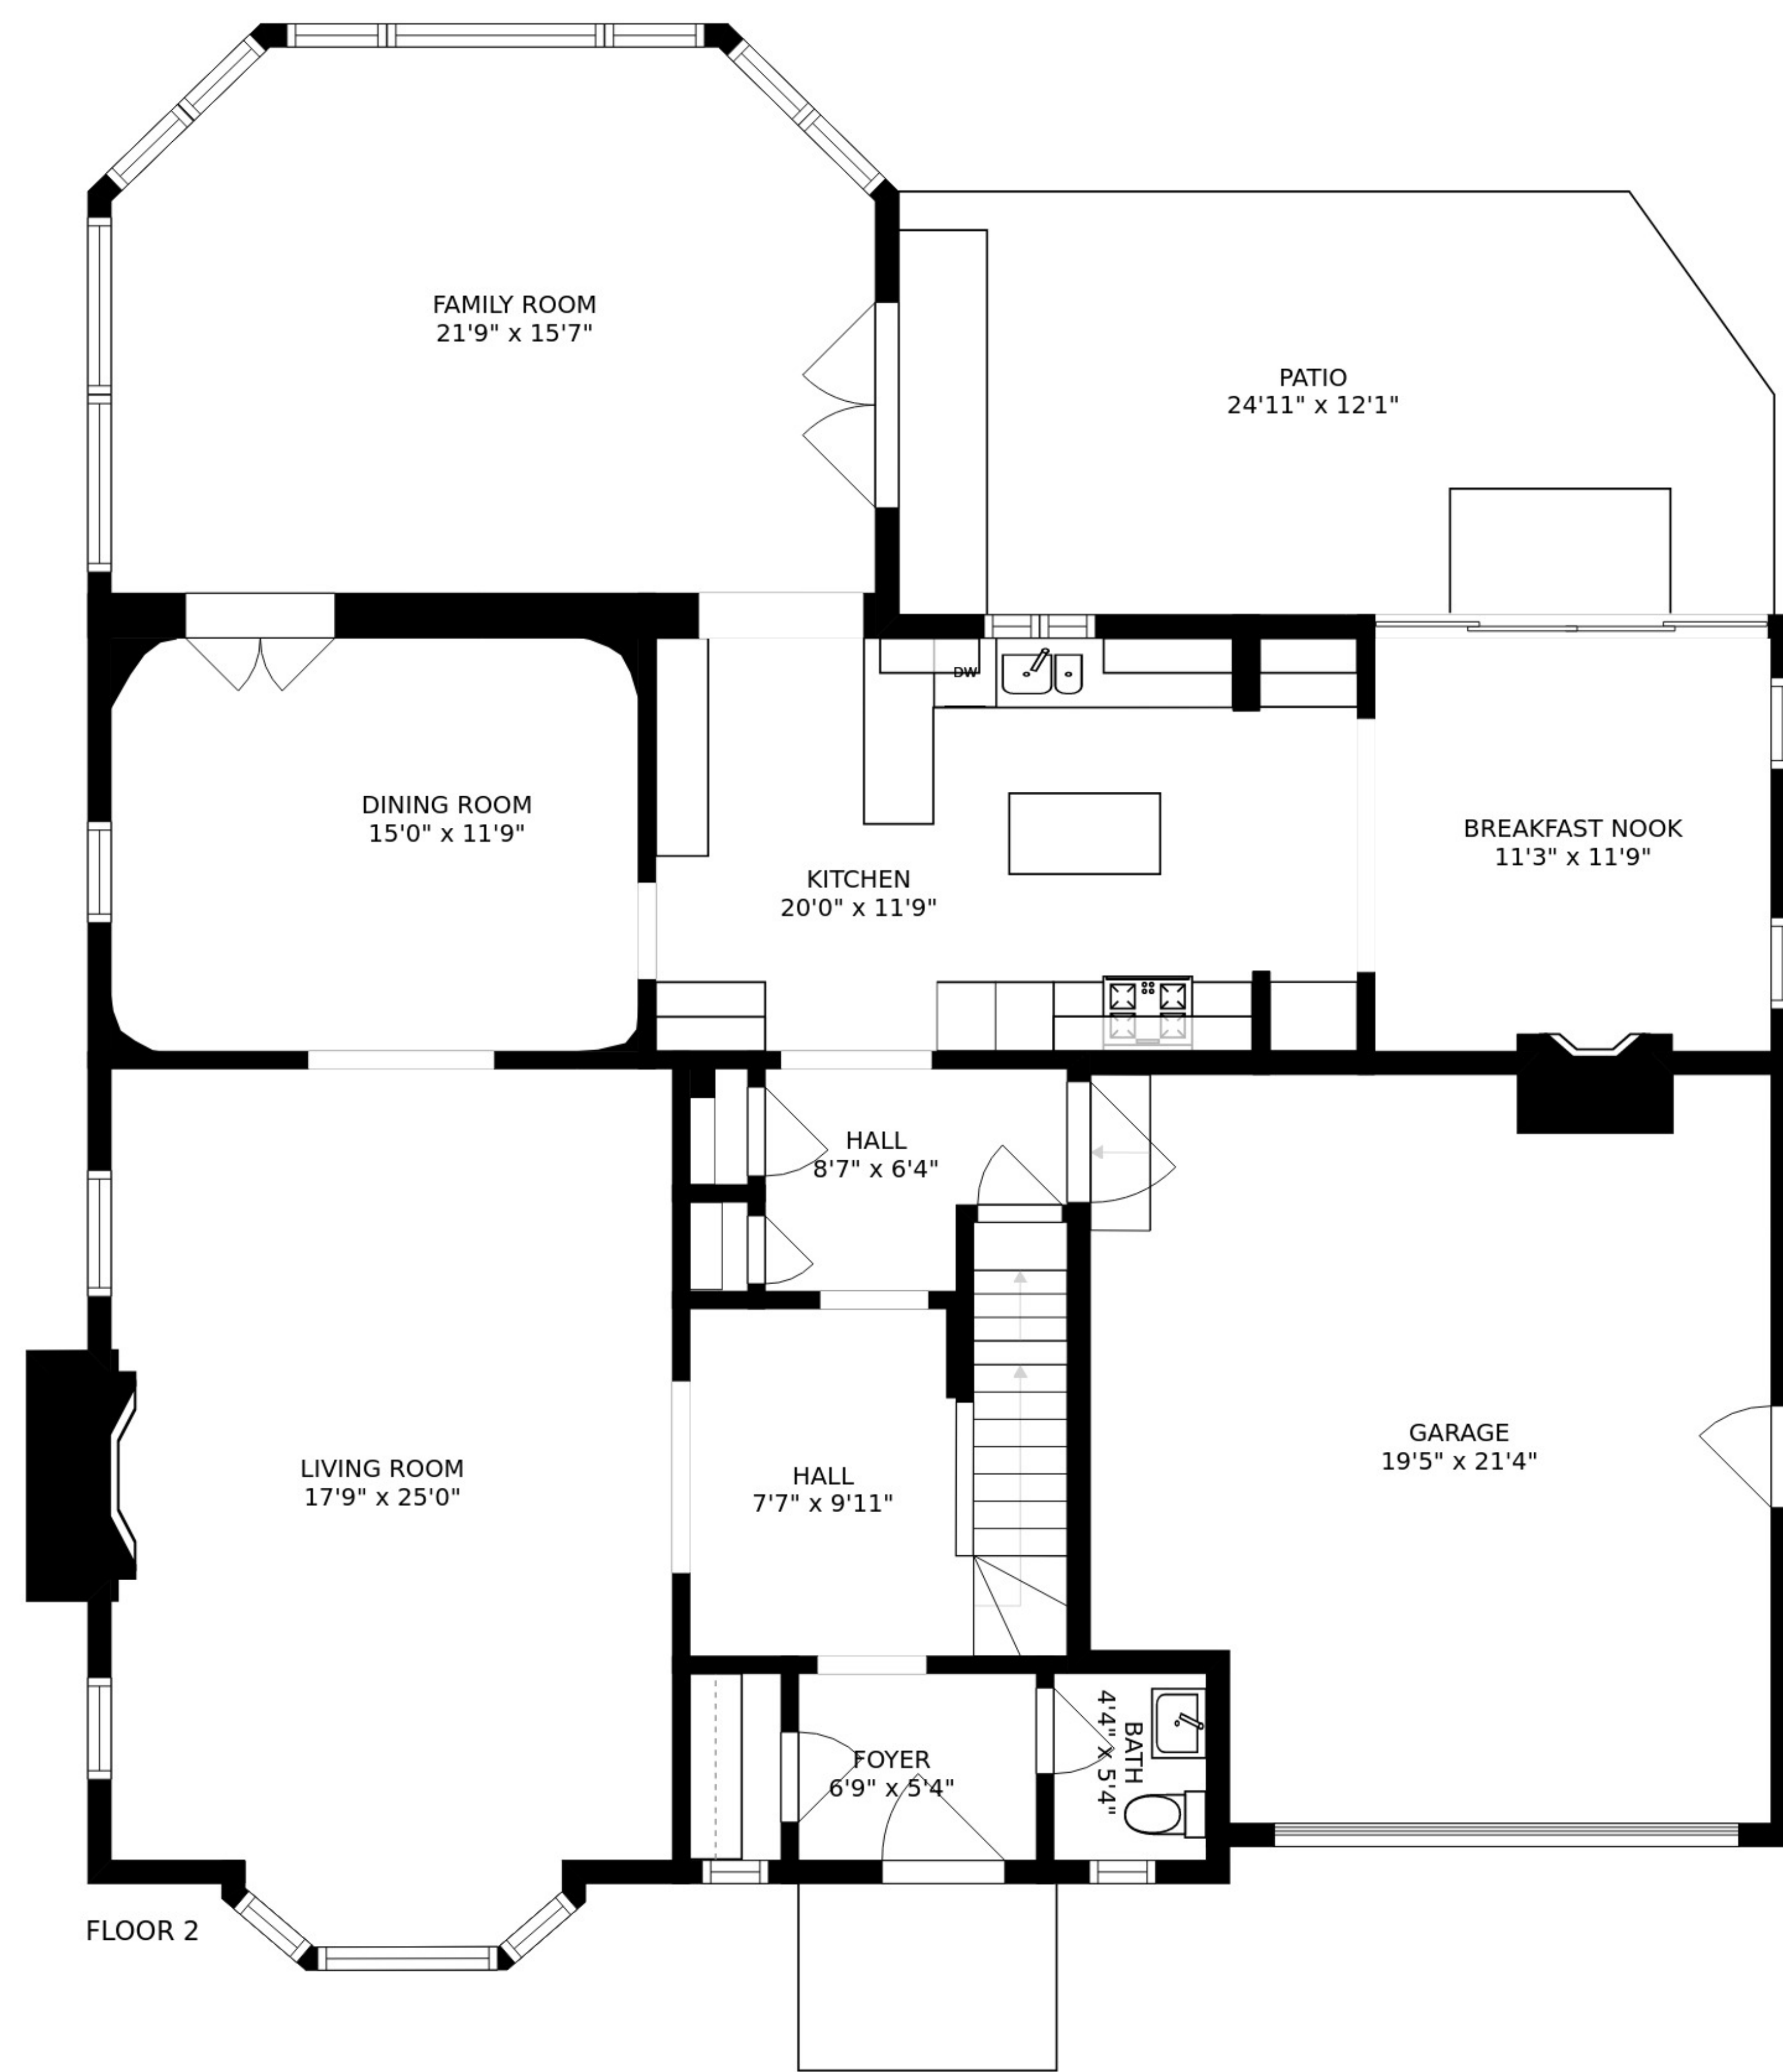 FAMILY ROOM
21'9" x 15'7"
PATIO
24'11" x 12'1"
DW
DINING ROOM
15'0" x 11'9"
BREAKFAST NOOK
11'3" x 11'9"
KITCHEN
20'0" x 11'9"
HALL
8'7" x 6'4"
GARAGE
19'5" x 21'4"
LIVING ROOM
17'9" x 25'0"
HALL
7'7" x 9'11"
BATH
4'4" x 5'4"
FOYER
6'9" x 5'4"
FLOOR 2